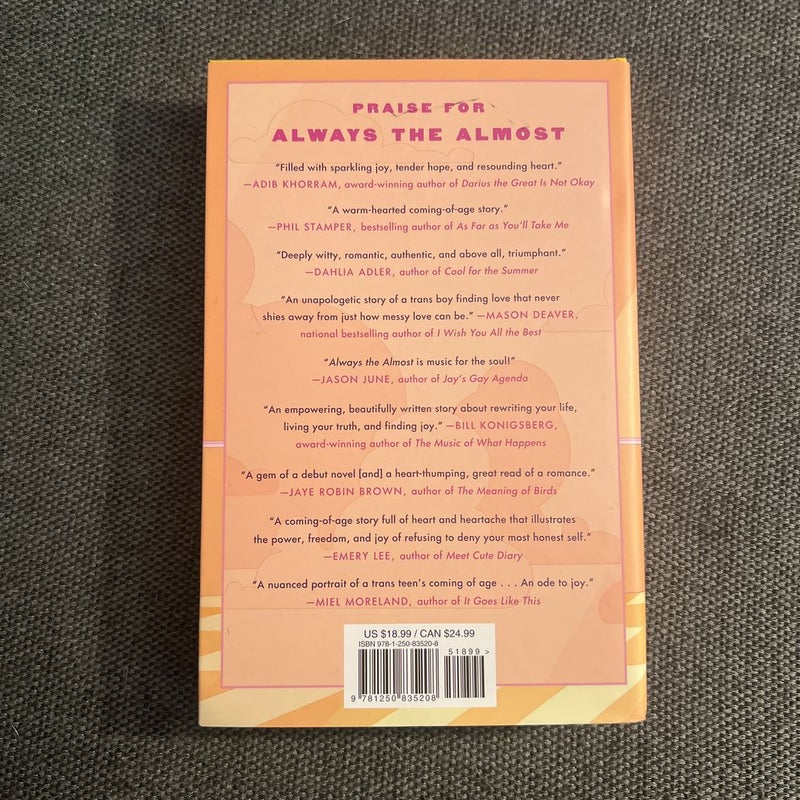 PRAISE FOR
ALWAYS THE ALMOST
“Filled with sparkling joy, tender hope, and resounding heart.”
—ADIB KHORRAM, award-winning author of Darius the Great Is Not Okay
“A warm-hearted coming-of-age story.”
—PHIL STAMPER, bestselling author of As Far as You’ll Take Me
“Deeply witty, romantic, authentic, and above all, triumphant.”
—DAHLIA ADLER, author of Cool for the Summer
“An unapologetic story of a trans boy finding love that never
shies away from just how messy love can be.” —MASON DEAVER,
national bestselling author of I Wish You All the Best
“Always the Almost is music for the soul!”
—JASON JUNE, author of Jay’s Gay Agenda
“An empowering, beautifully written story about rewriting your life,
living your truth, and finding joy.” —BILL KONIGSBERG,
award-winning author of The Music of What Happens
“A gem of a debut novel [and] a heart-thumping, great read of a romance.”
—JAYE ROBIN BROWN, author of The Meaning of Birds
“A coming-of-age story full of heart and heartache that illustrates
the power, freedom, and joy of refusing to deny your most honest self.”
—EMERY LEE, author of Meet Cute Diary
“A nuanced portrait of a trans teen’s coming of age . . . An ode to joy.”
—MIEL MORELAND, author of It Goes Like This
US $18.99 / CAN $24.99
ISBN 978-1-250-83520-8
51899 >
9 781250 835208